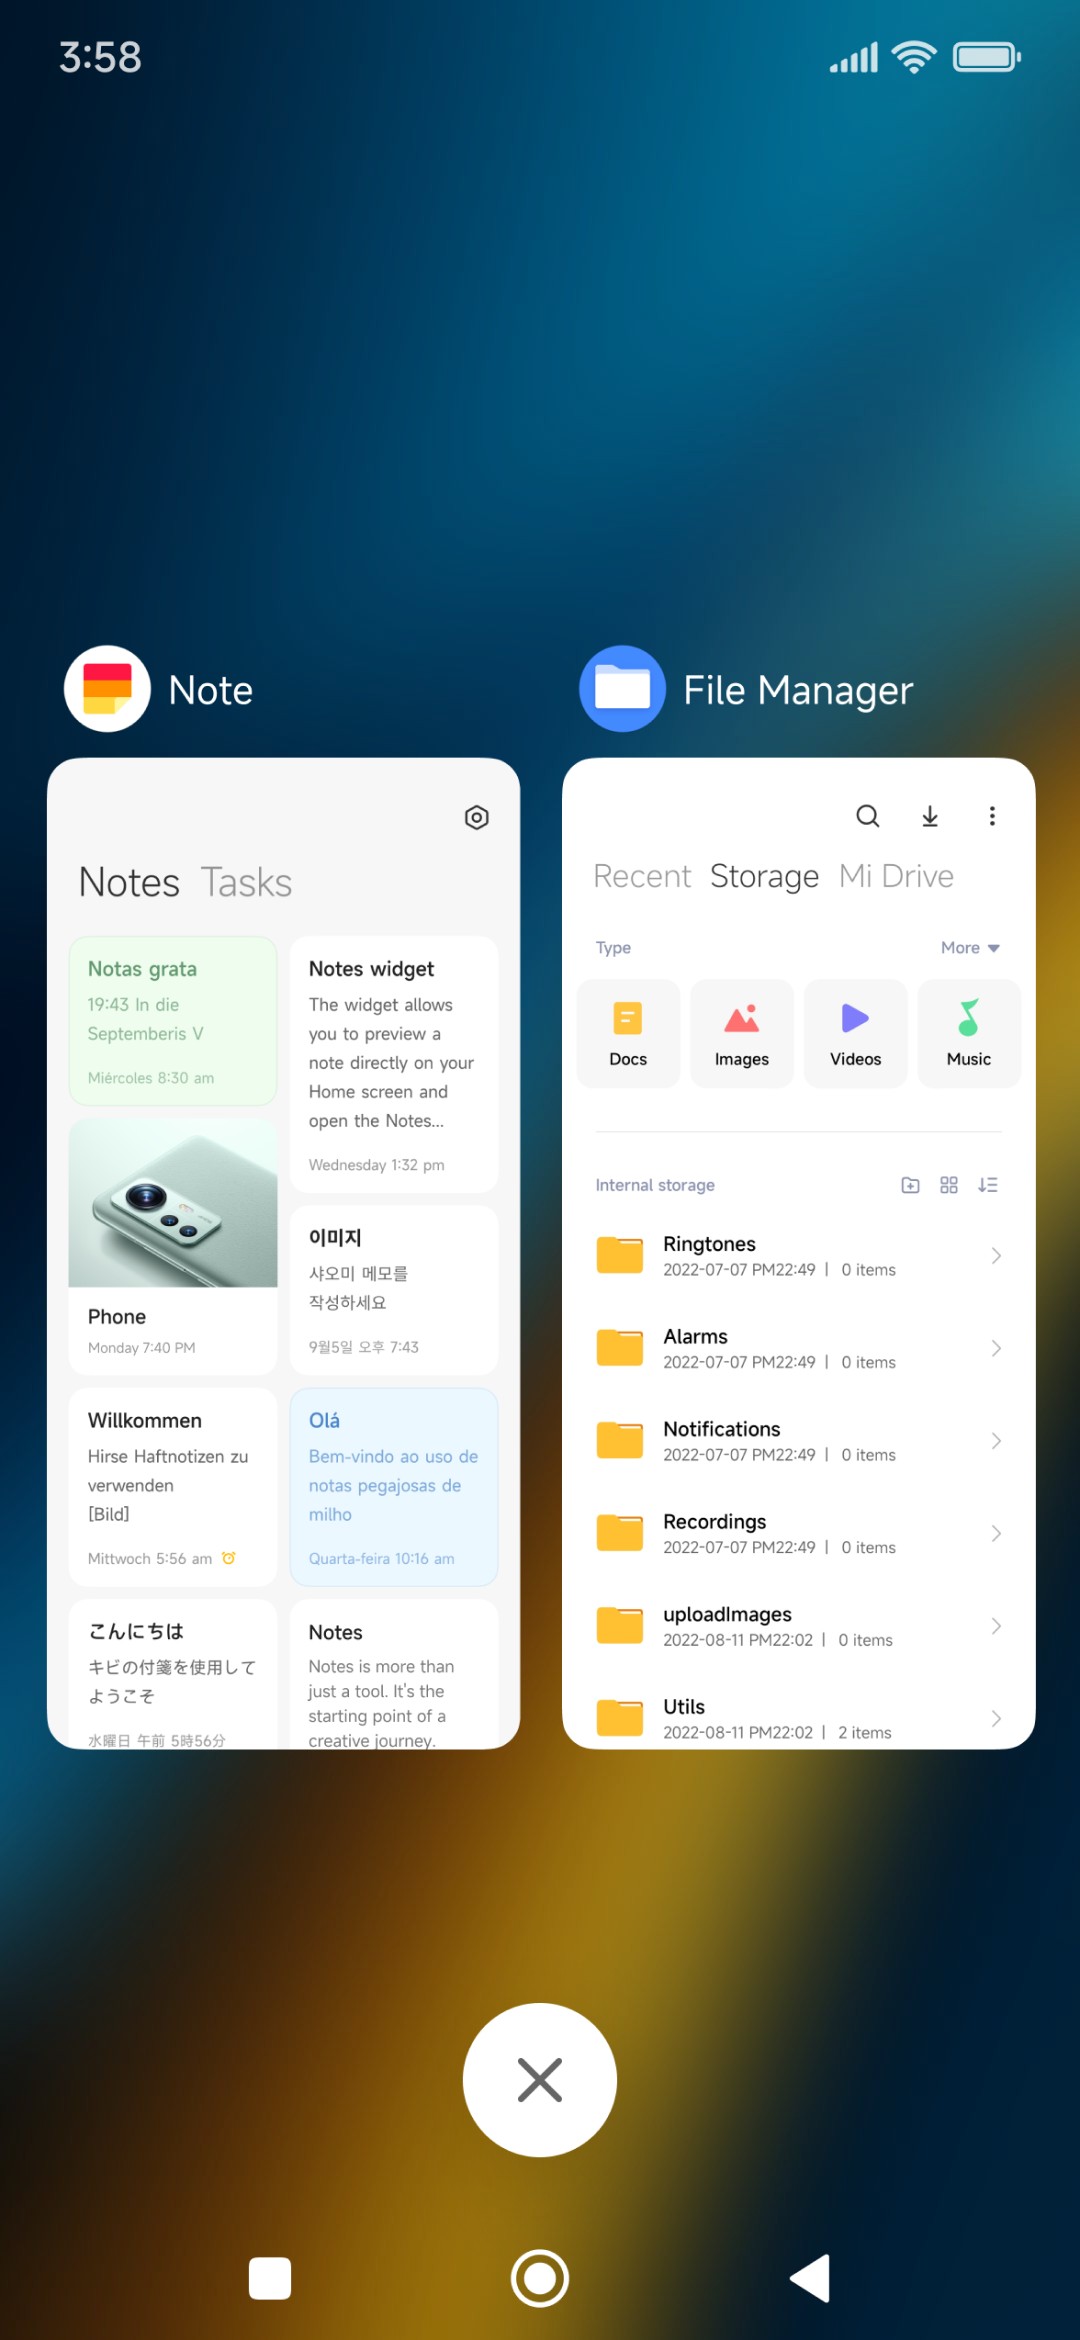 3:58
Note
File Manager
Notes Tasks
Notas grata
19:43 In die
Septemberis V
Miércoles 8:30 am
Phone
Monday 7:40 PM
Willkommen
Hirse Haftnotizen zu
verwenden
[Bild]
Mittwoch 5:56 am
こんにちは
キビの付箋を使用して
ようこそ
水曜日 午前 5時56分
Notes widget
The widget allows
you to preview a
note directly on your
Home screen and
open the Notes...
Wednesday 1:32 pm
이미지
샤오미 메모를
작성하세요
9월5일 오후 7:43
Olá
Bem-vindo ao uso de
notas pegajosas de
milho
Quarta-feira 10:16 am
Notes
Notes is more than
just a tool. It's the
starting point of a
creative journey.
Recent Storage Mi Drive
Type More
Docs Images Videos Music
Internal storage
Ringtones
2022-07-07 PM22:49 | 0 items
Alarms
2022-07-07 PM22:49 | 0 items
Notifications
2022-07-07 PM22:49 | 0 items
Recordings
2022-07-07 PM22:49 | 0 items
uploadImages
2022-08-11 PM22:02 | 0 items
Utils
2022-08-11 PM22:02 | 2 items